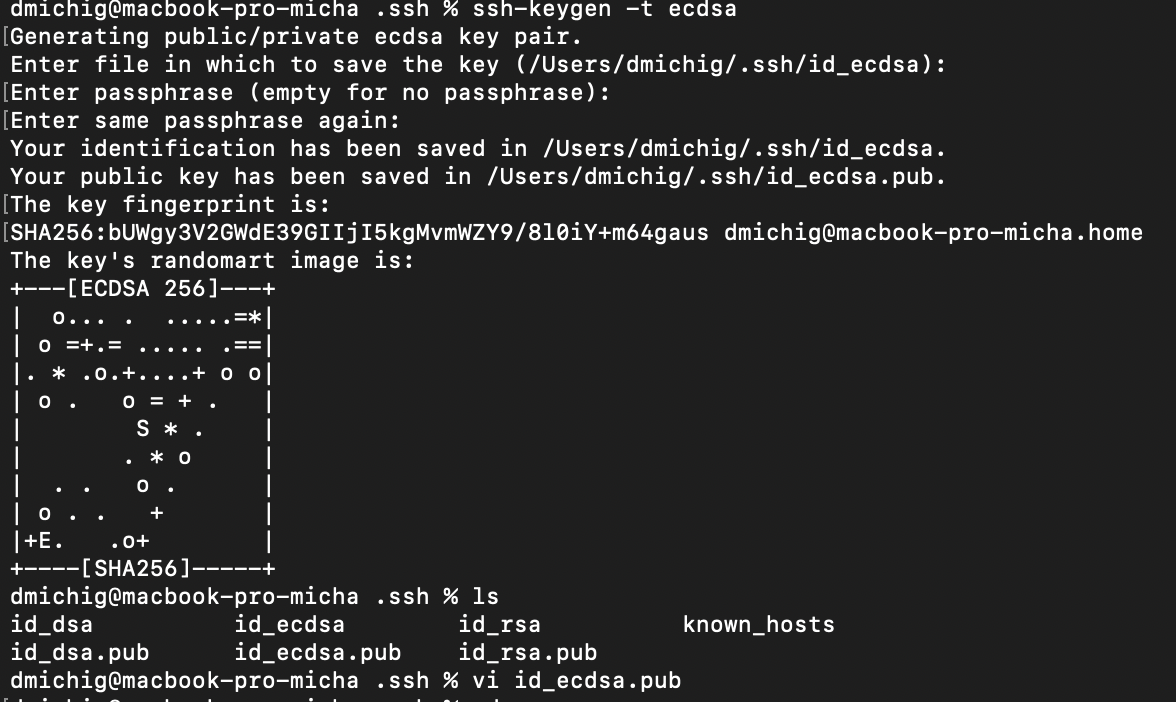 dmichig@macbook-pro-micha .ssh % ssh-keygen -t ecdsa
[Generating public/private ecdsa key pair.
Enter file in which to save the key (/Users/dmichig/.ssh/id_ecdsa):
[Enter passphrase (empty for no passphrase):
[Enter same passphrase again:
Your identification has been saved in /Users/dmichig/.ssh/id_ecdsa.
Your public key has been saved in /Users/dmichig/.ssh/id_ecdsa.pub.
[The key fingerprint is:
[SHA256:bUWgy3V2GWdE39GIIjI5kgMvmWZY9/8l0iY+m64gaus dmichig@macbook-pro-micha.home
The key's randomart image is:
+---[ECDSA 256]---+
|  o... .  .....=*|
| o =+.= ..... .==|
|. * .o.+....+ o o|
| o .   o = + .   |
|        S * .    |
|       . * o     |
|  . .   o .      |
| o . .   +       |
|+E.   .o+        |
+----[SHA256]-----+
dmichig@macbook-pro-micha .ssh % ls
id_dsa          id_ecdsa        id_rsa          known_hosts
id_dsa.pub      id_ecdsa.pub    id_rsa.pub
dmichig@macbook-pro-micha .ssh % vi id_ecdsa.pub